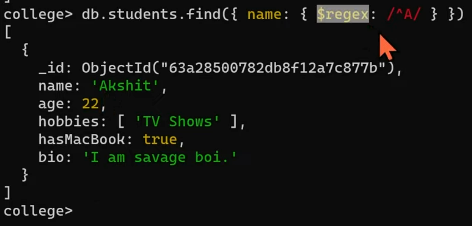 college> db.students.find({ name: { $regex: /^A/ } })
[
  {
    _id: ObjectId("63a28500782db8f12a7c877b"),
    name: 'Akshit',
    age: 22,
    hobbies: [ 'TV Shows' ],
    hasMacBook: true,
    bio: 'I am savage boi.'
  }
]
college>